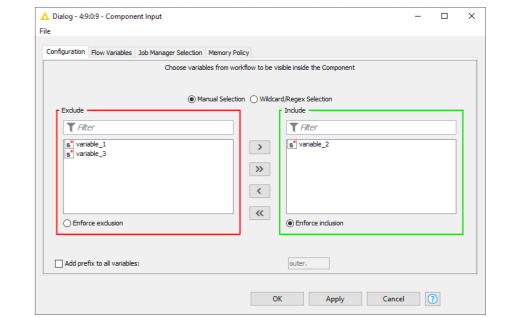 Dialog - 4:9:0:9 - Component Input
File
Configuration Flow Variables Job Manager Selection Memory Policy
Choose variables from workflow to be visible inside the Component
Manual Selection Wildcard/Regex Selection
Exclude
Filter
s variable_1
s variable_3
Enforce exclusion
Include
Filter
s variable_2
Enforce inclusion
Add prefix to all variables:
outer.
OK Apply Cancel ?